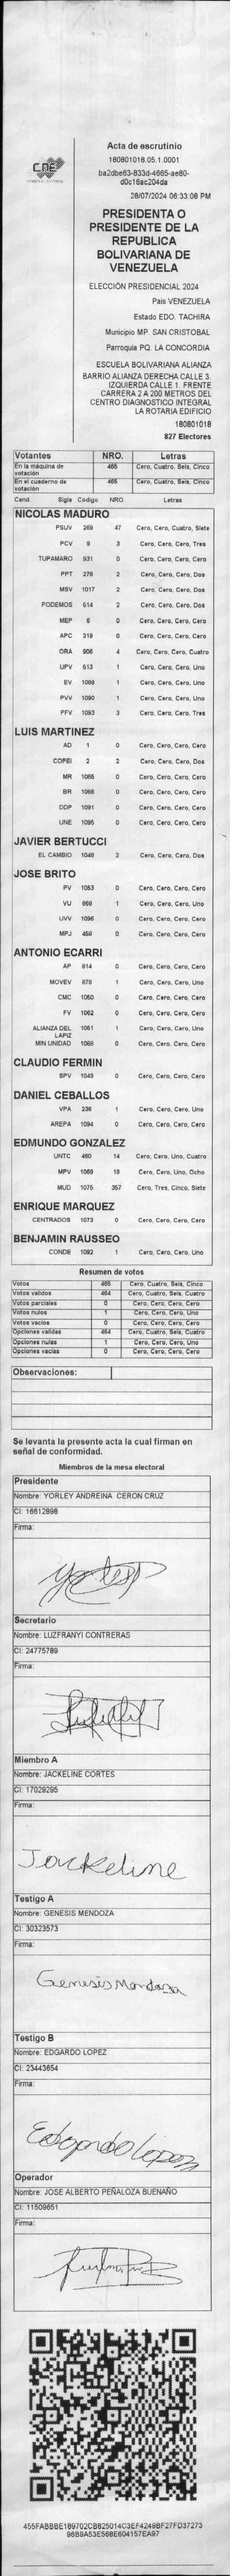 CNE
Acta de escrutinio
180801018.05.1.0001
ba2dbe63-833d-4665-ae80-
d0c16ac204da
28/07/2024 06:33:08 PM
PRESIDENTA O
PRESIDENTE DE LA
REPUBLICA
BOLIVARIANA DE
VENEZUELA
ELECCIÓN PRESIDENCIAL 2024
Pais VENEZUELA
Estado EDO. TACHIRA
Municipio MP. SAN CRISTOBAL
Parroquia PQ. LA CONCORDIA
ESCUELA BOLIVARIANA ALIANZA
BARRIO ALIANZA DERECHA CALLE 3.
IZQUIERDA CALLE 1. FRENTE
CARRERA 2 A 200 METROS DEL
CENTRO DIAGNOSTICO INTEGRAL
LA ROTARIA EDIFICIO
180801018
827 Electores
Votantes NRO. Letras
En la máquina de votación 465 Cero, Cuatro, Seis, Cinco
En el cuaderno de votación 465 Cero, Cuatro, Seis, Cinco
Cand. Sigla Codigo NRO. Letras
NICOLAS MADURO
PSUV 269 47 Cero, Cero, Cuatro, Siete
PCV 9 3 Cero, Cero, Cero, Tres
TUPAMARO 931 0 Cero, Cero, Cero, Cero
PPT 276 2 Cero, Cero, Cero, Dos
MSV 1017 2 Cero, Cero, Cero, Dos
PODEMOS 514 2 Cero, Cero, Cero, Dos
MEP 6 0 Cero, Cero, Cero, Cero
APC 219 0 Cero, Cero, Cero, Cero
ORA 906 4 Cero, Cero, Cero, Cuatro
UPV 513 1 Cero, Cero, Cero, Uno
EV 1089 1 Cero, Cero, Cero, Uno
PVV 1090 1 Cero, Cero, Cero, Uno
PFV 1093 3 Cero, Cero, Cero, Tres
LUIS MARTINEZ
AD 1 0 Cero, Cero, Cero, Cero
COPEI 2 2 Cero, Cero, Cero, Dos
MR 1055 0 Cero, Cero, Cero, Cero
BR 1066 0 Cero, Cero, Cero, Cero
DDP 1091 0 Cero, Cero, Cero, Cero
UNE 1095 0 Cero, Cero, Cero, Cero
JAVIER BERTUCCI
EL CAMBIO 1048 2 Cero, Cero, Cero, Dos
JOSE BRITO
PV 1053 0 Cero, Cero, Cero, Cero
VU 969 1 Cero, Cero, Cero, Uno
UVV 1096 0 Cero, Cero, Cero, Cero
MPJ 458 0 Cero, Cero, Cero, Cero
ANTONIO ECARRI
AP 814 0 Cero, Cero, Cero, Cero
MOVEV 978 1 Cero, Cero, Cero, Uno
CMC 1050 0 Cero, Cero, Cero, Cero
FV 1062 0 Cero, Cero, Cero, Cero
ALIANZA DEL LAPIZ 1051 1 Cero, Cero, Cero, Uno
MIN UNIDAD 1068 0 Cero, Cero, Cero, Cero
CLAUDIO FERMIN
SPV 1049 0 Cero, Cero, Cero, Cero
DANIEL CEBALLOS
VPA 236 1 Cero, Cero, Cero, Uno
AREPA 1094 0 Cero, Cero, Cero, Cero
EDMUNDO GONZALEZ
UNTC 460 14 Cero, Cero, Uno, Cuatro
MPV 1069 18 Cero, Cero, Uno, Ocho
MUD 1075 357 Cero, Tres, Cinco, Siete
ENRIQUE MARQUEZ
CENTRADOS 1073 0 Cero, Cero, Cero, Cero
BENJAMIN RAUSSEO
CONDE 1092 1 Cero, Cero, Cero, Uno
Resumen de votos
Votos 465 Cero, Cuatro, Seis, Cinco
Votos validos 464 Cero, Cuatro, Seis, Cuatro
Votos parciales 0 Cero, Cero, Cero, Cero
Votos nulos 1 Cero, Cero, Cero, Uno
Votos vacios 0 Cero, Cero, Cero, Cero
Opciones validas 464 Cero, Cuatro, Seis, Cuatro
Opciones nulas 1 Cero, Cero, Cero, Uno
Opciones vacias 0 Cero, Cero, Cero, Cero
Observaciones:
Se levanta la presente acta la cual firman en
señal de conformidad.
Miembros de la mesa electoral
Presidente
Nombre: YORLEY ANDREINA CERON CRUZ
CI: 16612898
Firma:
Secretario
Nombre: LUZFRANYI CONTRERAS
CI: 24775789
Firma:
Miembro A
Nombre: JACKELINE CORTES
CI: 17029295
Firma:
Jackeline
Testigo A
Nombre: GENESIS MENDOZA
CI: 30323573
Firma:
Genesis Mendoza
Testigo B
Nombre: EDGARDO LOPEZ
CI: 23443654
Firma:
Edgardo Lopez
Operador
Nombre: JOSE ALBERTO PEÑALOZA BUENAÑO
CI: 11509651
Firma:
455FABBBE189702CB825014C3EF4249BF27FD37273
96B9A53E568E604157EA97